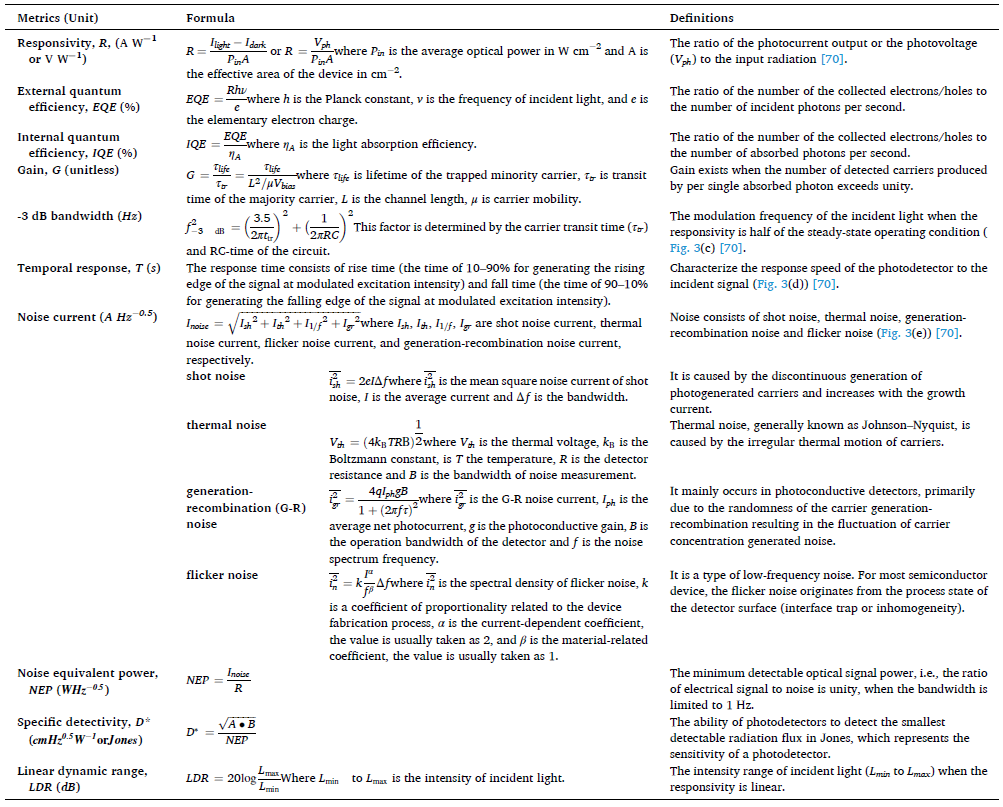 Metrics (Unit) Formula Definitions
Responsivity, R, (A W⁻¹ or V W⁻¹)
R = (I_light − I_dark)/(P_in A) or R = V_ph/(P_in A) where P_in is the average optical power in W cm⁻² and A is
the effective area of the device in cm⁻².
The ratio of the photocurrent output or the photovoltage
(V_ph) to the input radiation [70].
External quantum
efficiency, EQE (%)
EQE = Rhν/e where h is the Planck constant, ν is the frequency of incident light, and e is
the elementary electron charge.
The ratio of the number of the collected electrons/holes to
the number of incident photons per second.
Internal quantum
efficiency, IQE (%)
IQE = EQE/η_A where η_A is the light absorption efficiency.
The ratio of the number of the collected electrons/holes to
the number of absorbed photons per second.
Gain, G (unitless)
G = τ_life/τ_tr = τ_life/(L²/μV_bias) where τ_life is lifetime of the trapped minority carrier, τ_tr is transit
time of the majority carrier, L is the channel length, μ is carrier mobility.
Gain exists when the number of detected carriers produced
by per single absorbed photon exceeds unity.
-3 dB bandwidth (Hz)
f²₋₃ dB = (3.5/2πt_tr)² + (1/2πRC)² This factor is determined by the carrier transit time (τ_tr)
and RC-time of the circuit.
The modulation frequency of the incident light when the
responsivity is half of the steady-state operating condition (
Fig. 3(c) [70].
Temporal response, T (s)
The response time consists of rise time (the time of 10–90% for generating the rising
edge of the signal at modulated excitation intensity) and fall time (the time of 90–10%
for generating the falling edge of the signal at modulated excitation intensity).
Characterize the response speed of the photodetector to the
incident signal (Fig. 3(d)) [70].
Noise current (A Hz⁻⁰·⁵)
I_noise = √(I_sh² + I_th² + I_1/f² + I_gr²) where I_sh, I_th, I_1/f, I_gr are shot noise current, thermal
noise current, flicker noise current, and generation-recombination noise current,
respectively.
Noise consists of shot noise, thermal noise, generation-
recombination noise and flicker noise (Fig. 3(e)) [70].
shot noise
i²_sh = 2eIΔf where i²_sh is the mean square noise current of shot
noise, I is the average current and Δf is the bandwidth.
It is caused by the discontinuous generation of
photogenerated carriers and increases with the growth
current.
thermal noise
V_th = (4k_B TRB)^(1/2) where V_th is the thermal voltage, k_B is the
Boltzmann constant, is T the temperature, R is the detector
resistance and B is the bandwidth of noise measurement.
Thermal noise, generally known as Johnson–Nyquist, is
caused by the irregular thermal motion of carriers.
generation-
recombination (G-R)
noise
i²_gr = 4qI_ph gB/(1 + (2πfτ)²) where i²_gr is the G-R noise current, I_ph is the
average net photocurrent, g is the photoconductive gain, B is
the operation bandwidth of the detector and f is the noise
spectrum frequency.
It mainly occurs in photoconductive detectors, primarily
due to the randomness of the carrier generation-
recombination resulting in the fluctuation of carrier
concentration generated noise.
flicker noise
i²_n = k(I^α/f^β)Δf where i²_n is the spectral density of flicker noise, k
is a coefficient of proportionality related to the device
fabrication process, α is the current-dependent coefficient,
the value is usually taken as 2, and β is the material-related
coefficient, the value is usually taken as 1.
It is a type of low-frequency noise. For most semiconductor
device, the flicker noise originates from the process state of
the detector surface (interface trap or inhomogeneity).
Noise equivalent power,
NEP (WHz⁻⁰·⁵)
NEP = I_noise/R
The minimum detectable optical signal power, i.e., the ratio
of electrical signal to noise is unity, when the bandwidth is
limited to 1 Hz.
Specific detectivity, D*
(cmHz⁰·⁵W⁻¹orJones)
D* = √(A • B)/NEP
The ability of photodetectors to detect the smallest
detectable radiation flux in Jones, which represents the
sensitivity of a photodetector.
Linear dynamic range,
LDR (dB)
LDR = 20log(L_max/L_min) Where L_min to L_max is the intensity of incident light.
The intensity range of incident light (L_min to L_max) when the
responsivity is linear.